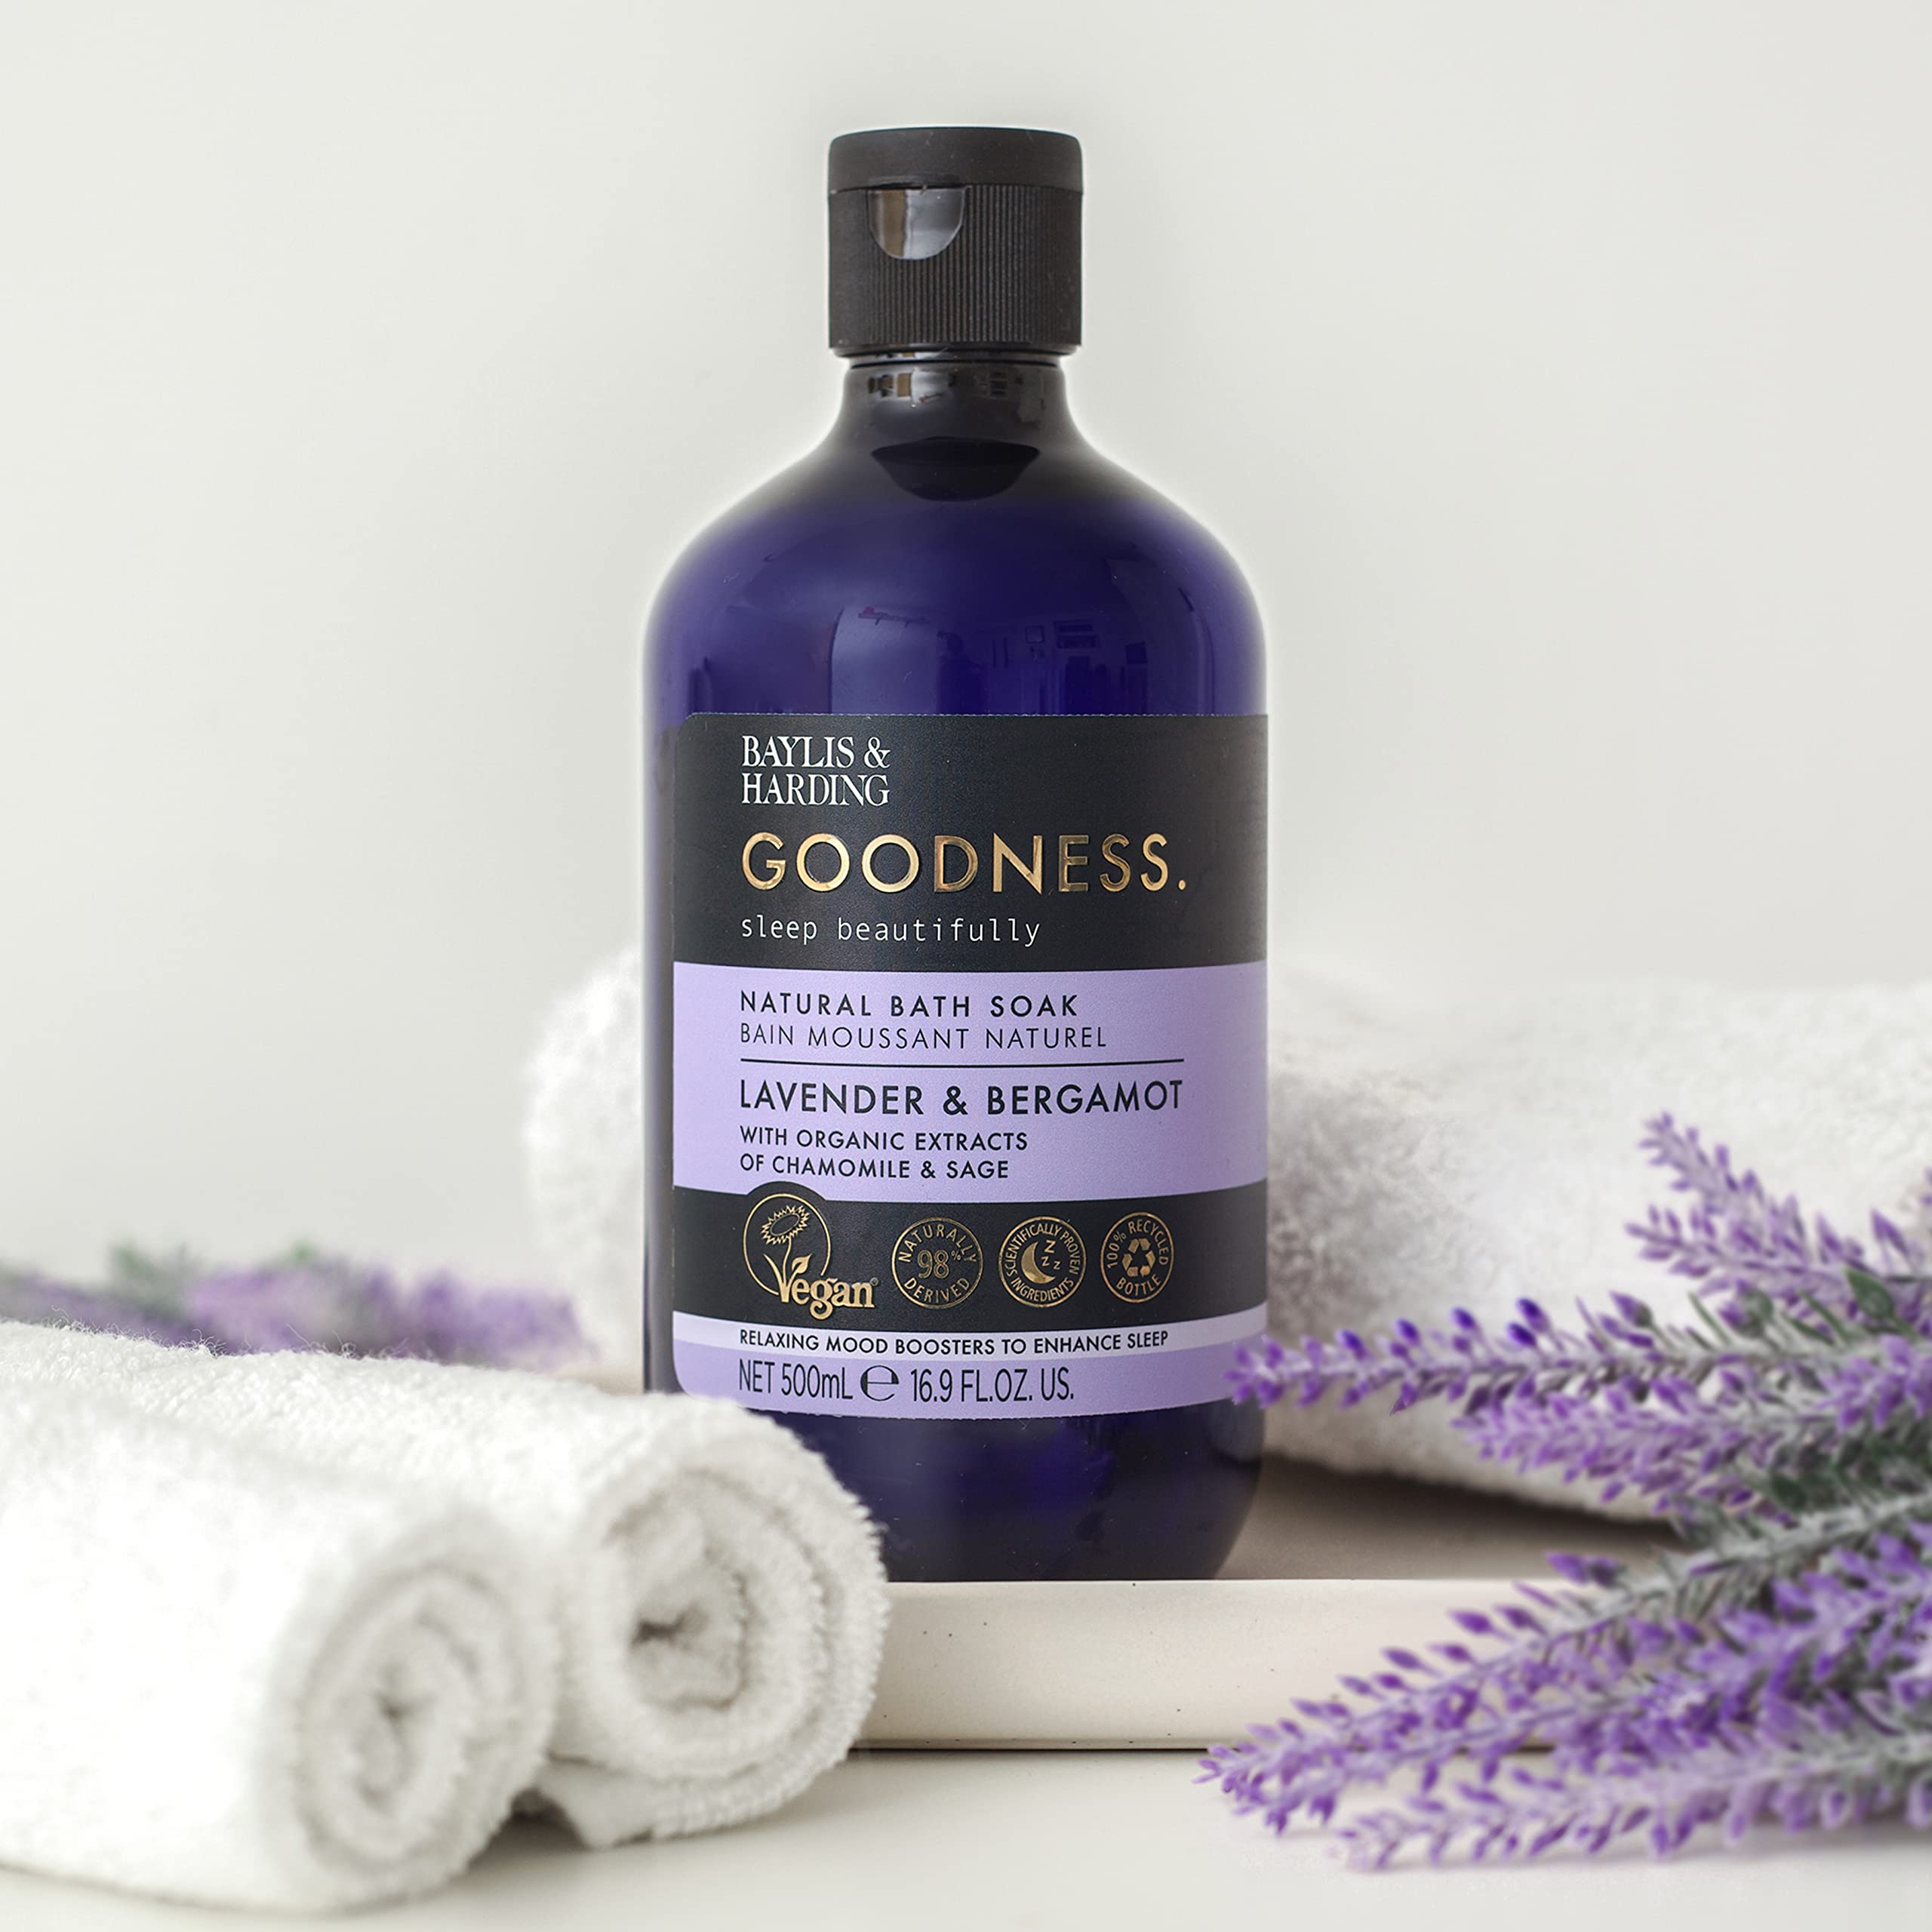 BAYLIS &
HARDING
GOODNESS.
sleep beautifully
NATURAL BATH SOAK
BAIN MOUSSANT NATUREL
LAVENDER & BERGAMOT
WITH ORGANIC EXTRACTS
OF CHAMOMILE & SAGE
Vegan®
NATURALLY
98%
DERIVED
SCIENTIFICALLY PROVEN
Z Z Z
INGREDIENTS
100% RECYCLED
BOTTLE
RELAXING MOOD BOOSTERS TO ENHANCE SLEEP
NET 500mL ℮ 16.9 FL.OZ. US.